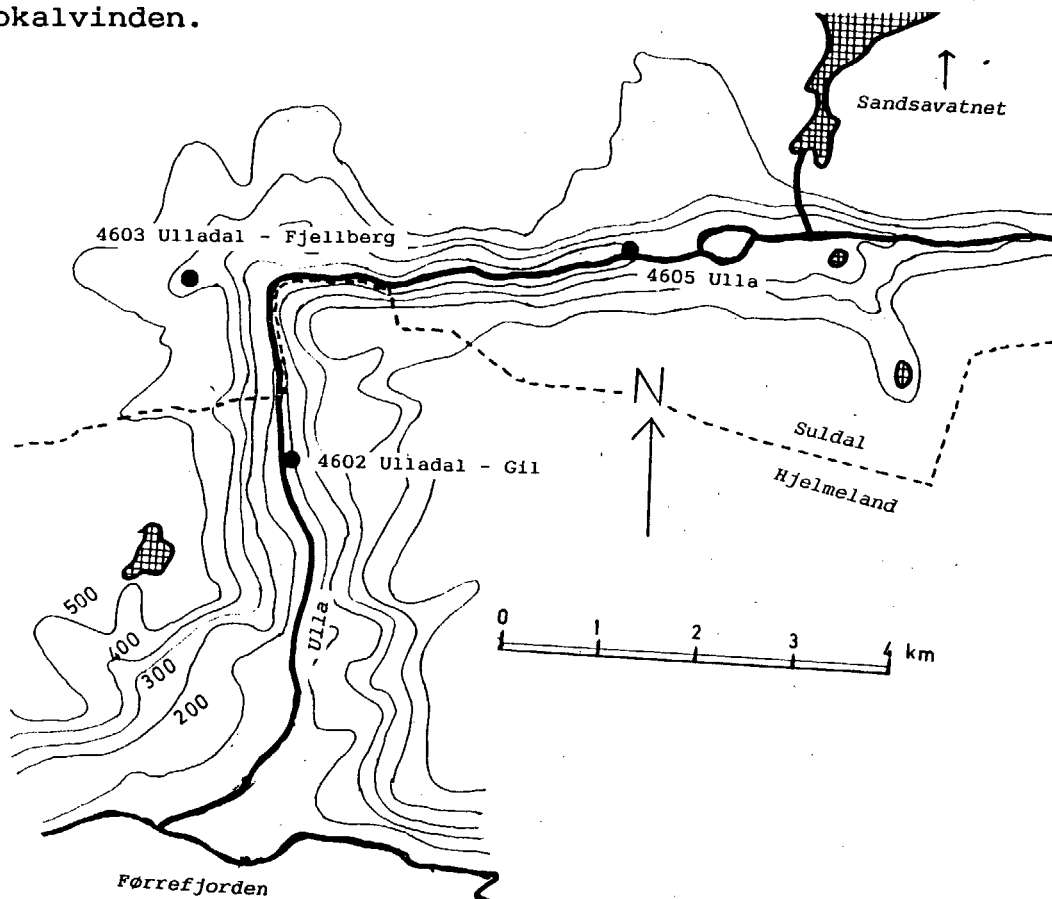 okalvinden.
Sandsavatnet
4603 Ulladal - Fjellberg
4605 Ulla
N
Suldal
4602 Ulladal - Gil
Hjelmeland
500
400
300
200
Ulla
0 1 2 3 4 km
Førrefjorden